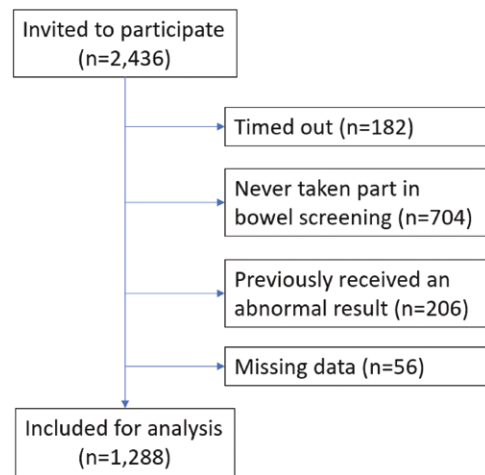 Invited to participate
(n=2,436)
Timed out (n=182)
Never taken part in
bowel screening (n=704)
Previously received an
abnormal result (n=206)
Missing data (n=56)
Included for analysis
(n=1,288)